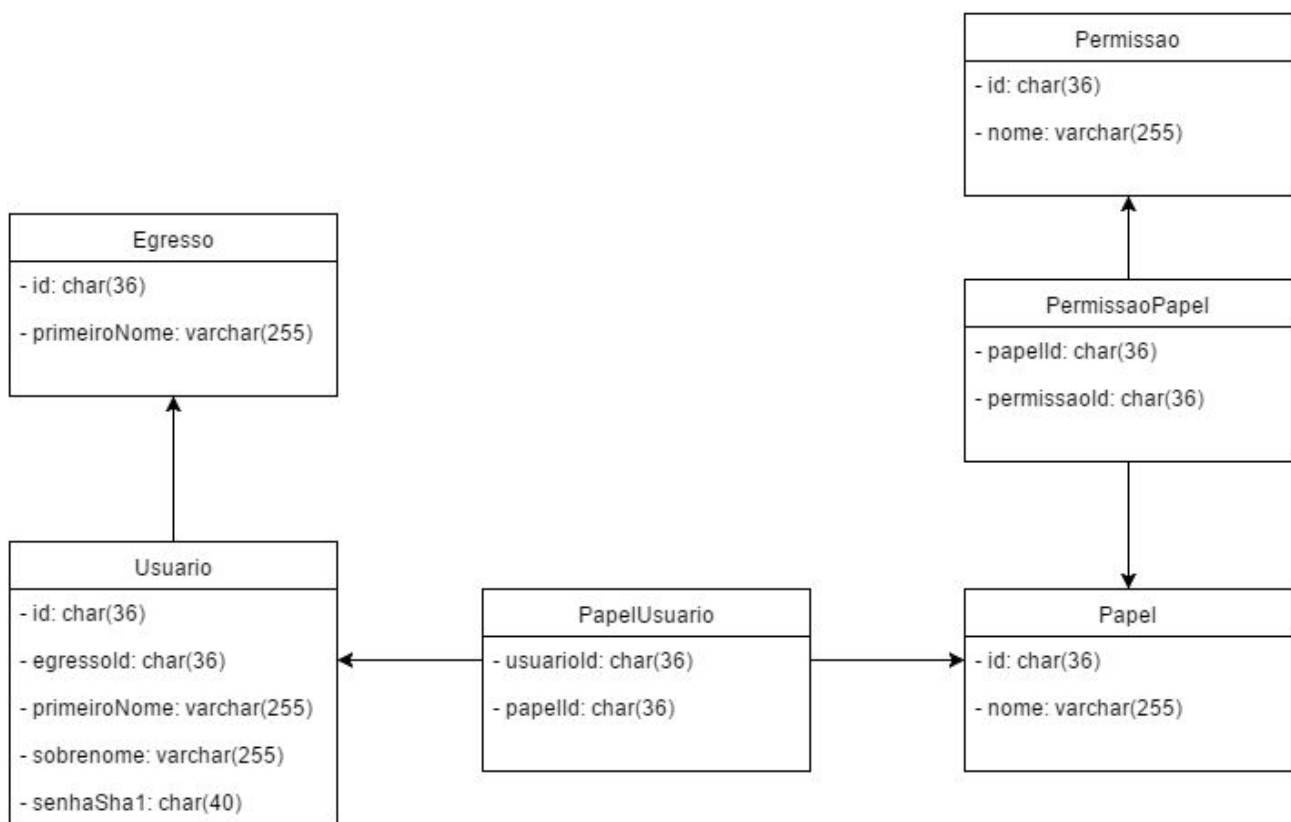 Permissao
- id: char(36)
- nome: varchar(255)
Egresso
- id: char(36)
- primeiroNome: varchar(255)
PermissaoPapel
- papelId: char(36)
- permissaoId: char(36)
Usuario
- id: char(36)
- egressoId: char(36)
- primeiroNome: varchar(255)
- sobrenome: varchar(255)
- senhaSha1: char(40)
PapelUsuario
- usuarioId: char(36)
- papelId: char(36)
Papel
- id: char(36)
- nome: varchar(255)